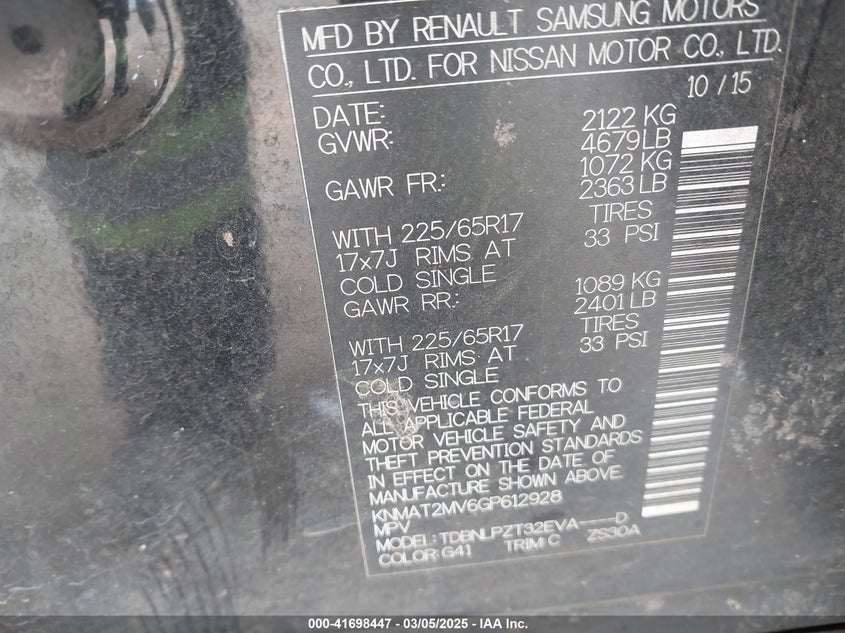 MFD BY RENAULT SAMSUNG MOTORS
CO., LTD. FOR NISSAN MOTOR CO., LTD.
DATE: 10 / 15
GVWR: 2122 KG
4679 LB
GAWR FR: 1072 KG
2363 LB
WITH 225/65R17 TIRES
17x7J RIMS AT 33 PSI
COLD SINGLE
GAWR RR: 1089 KG
2401 LB
WITH 225/65R17 TIRES
17x7J RIMS AT 33 PSI
COLD SINGLE
THIS VEHICLE CONFORMS TO
ALL APPLICABLE FEDERAL
MOTOR VEHICLE SAFETY AND
THEFT PREVENTION STANDARDS
IN EFFECT ON THE DATE OF
MANUFACTURE SHOWN ABOVE.
KNMAT2MV6GP612928
MPV
MODEL: TDBNLPZT32EVA----D
COLOR: G41 TRIM: C ZS30A
000-41698447 — 03/05/2025 - IAA Inc.